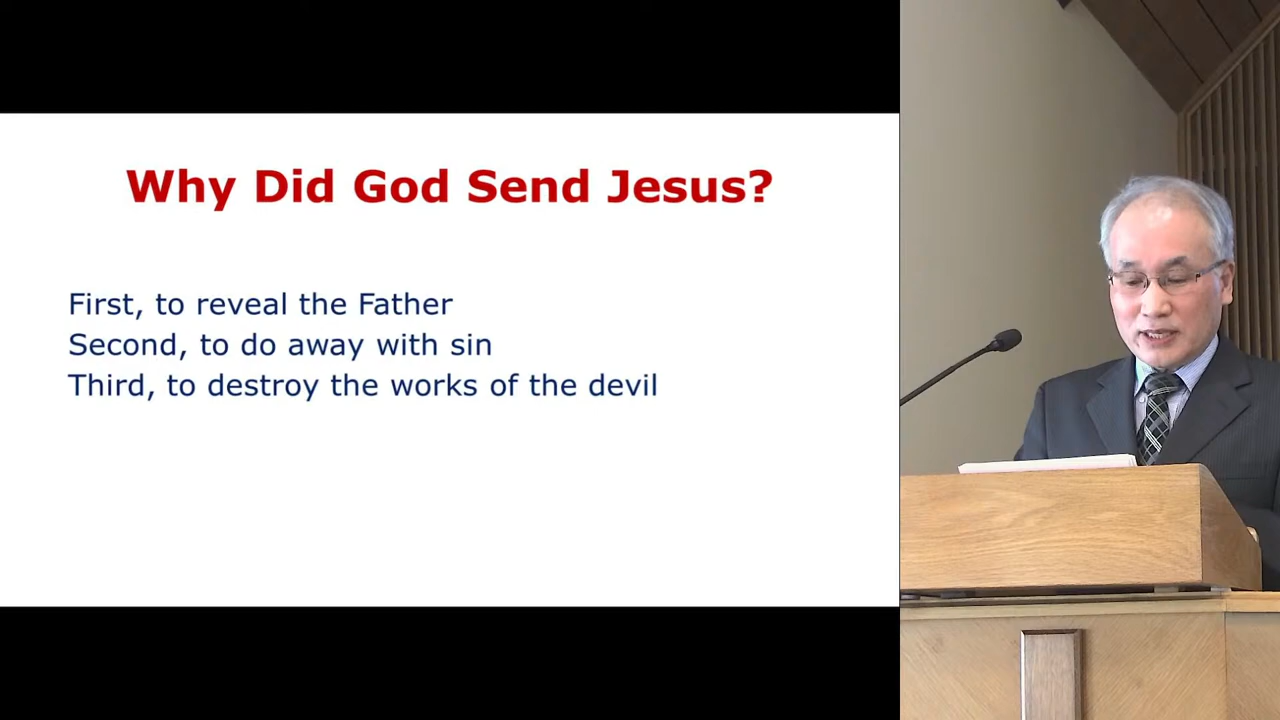 Why Did God Send Jesus?
First, to reveal the Father
Second, to do away with sin
Third, to destroy the works of the devil